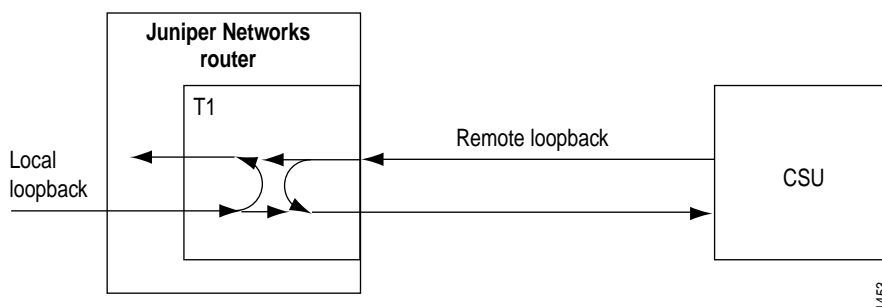 Juniper Networks
router
T1
Remote loopback
Local
loopback
CSU